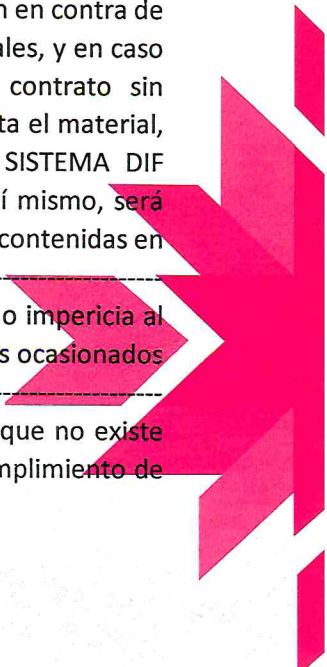 n en contra de
ales, y en caso
contrato sin
ta el material,
SISTEMA DIF
í mismo, será
contenidas en
o impericia al
s ocasionados
que no existe
mplimiento de